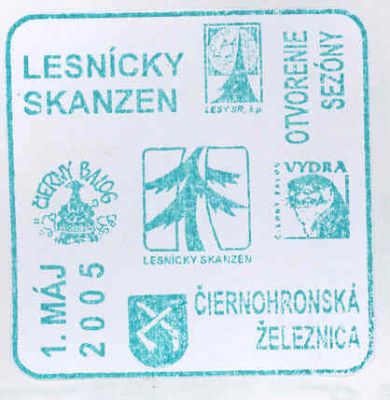 LESNÍCKY
SKANZEN
LESY SR, š.p.
OTVORENIE
SEZÓNY
ČIERNY BALOG
LESNÍCKY SKANZEN
VYDRA
ČIERNY BALOG
1. MÁJ
2005
ČIERNOHRONSKÁ
ŽELEZNICA